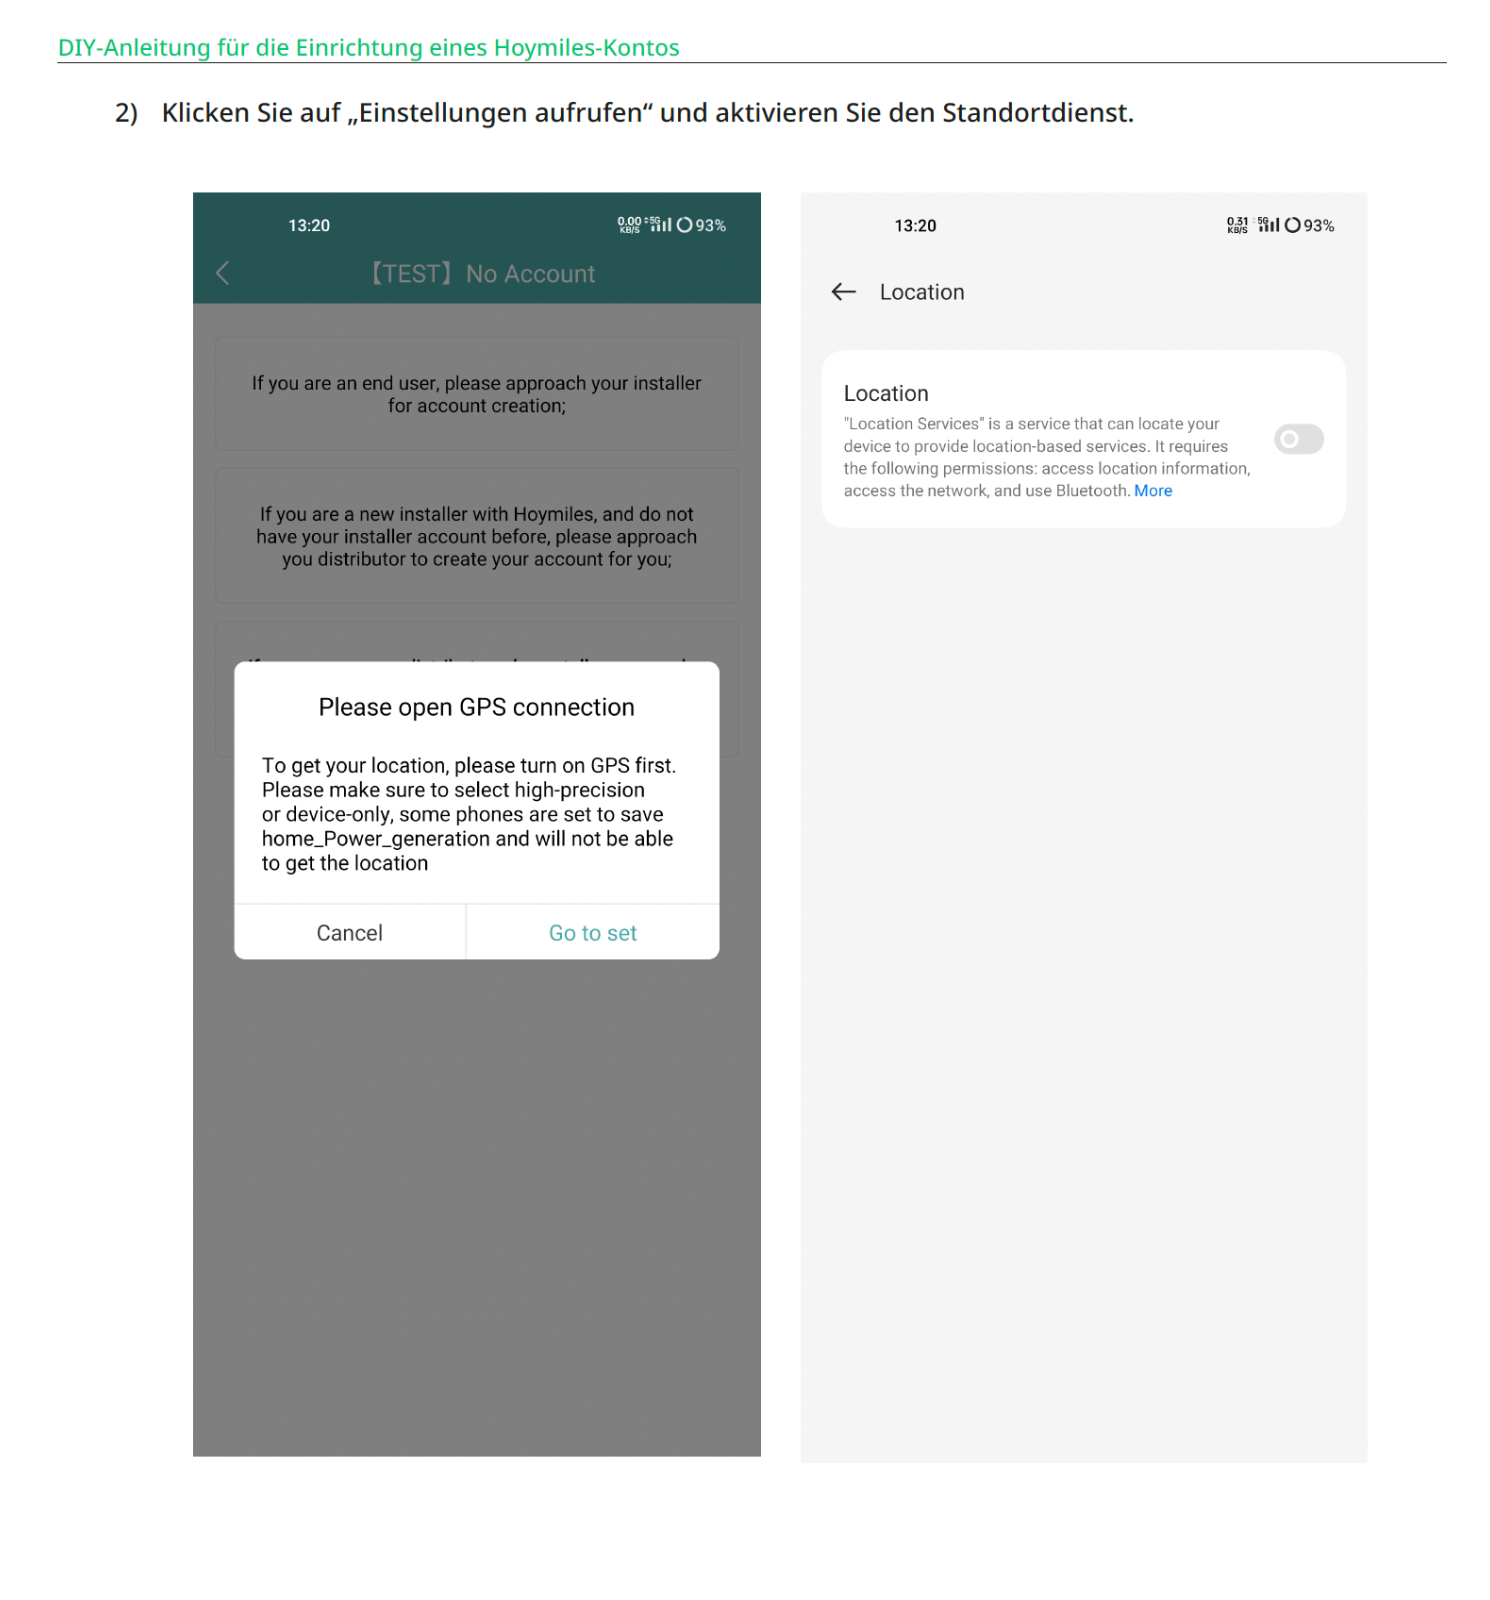 DIY-Anleitung für die Einrichtung eines Hoymiles-Kontos
2) Klicken Sie auf „Einstellungen aufrufen“ und aktivieren Sie den Standortdienst.
13:20
0.00 KB/S 5G 93%
【TEST】No Account
If you are an end user, please approach your installer
for account creation;
If you are a new installer with Hoymiles, and do not
have your installer account before, please approach
you distributor to create your account for you;
Please open GPS connection
To get your location, please turn on GPS first.
Please make sure to select high-precision
or device-only, some phones are set to save
home_Power_generation and will not be able
to get the location
Cancel
Go to set
13:20
0.31 KB/S 5G 93%
Location
Location
"Location Services" is a service that can locate your
device to provide location-based services. It requires
the following permissions: access location information,
access the network, and use Bluetooth. More